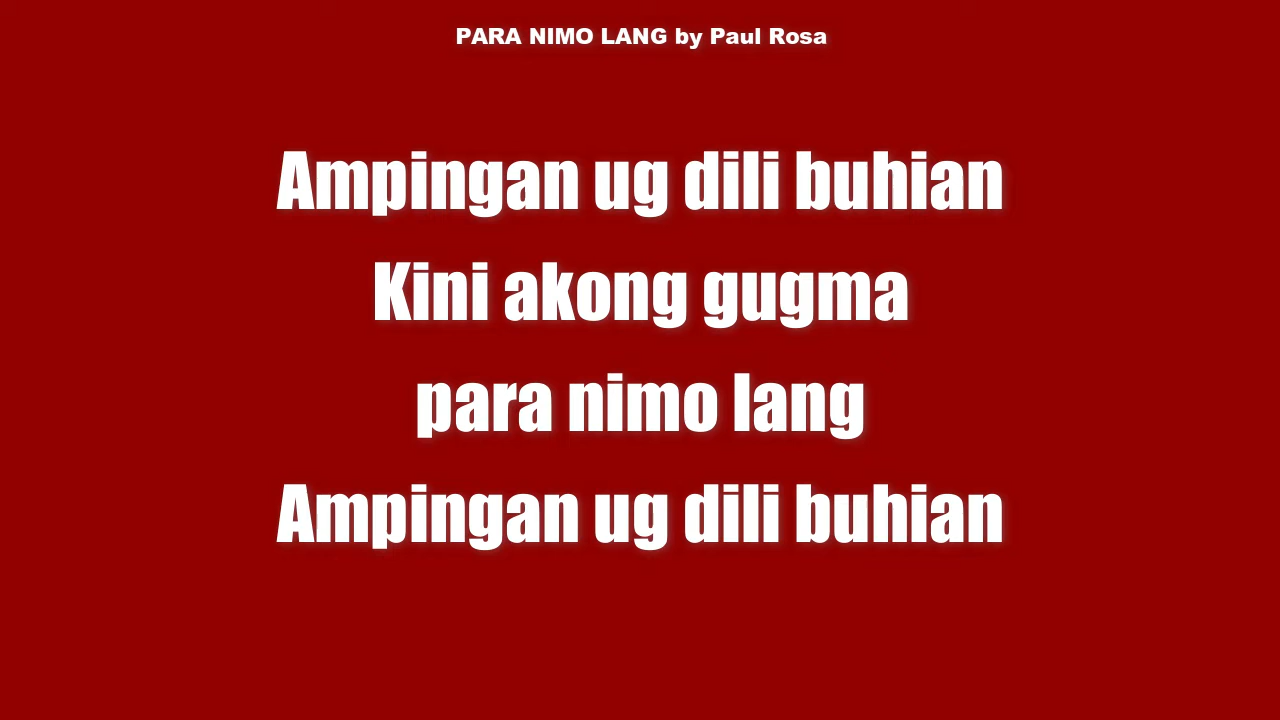 PARA NIMO LANG by Paul Rosa
Ampingan ug dili buhian
Kini akong gugma
para nimo lang
Ampingan ug dili buhian